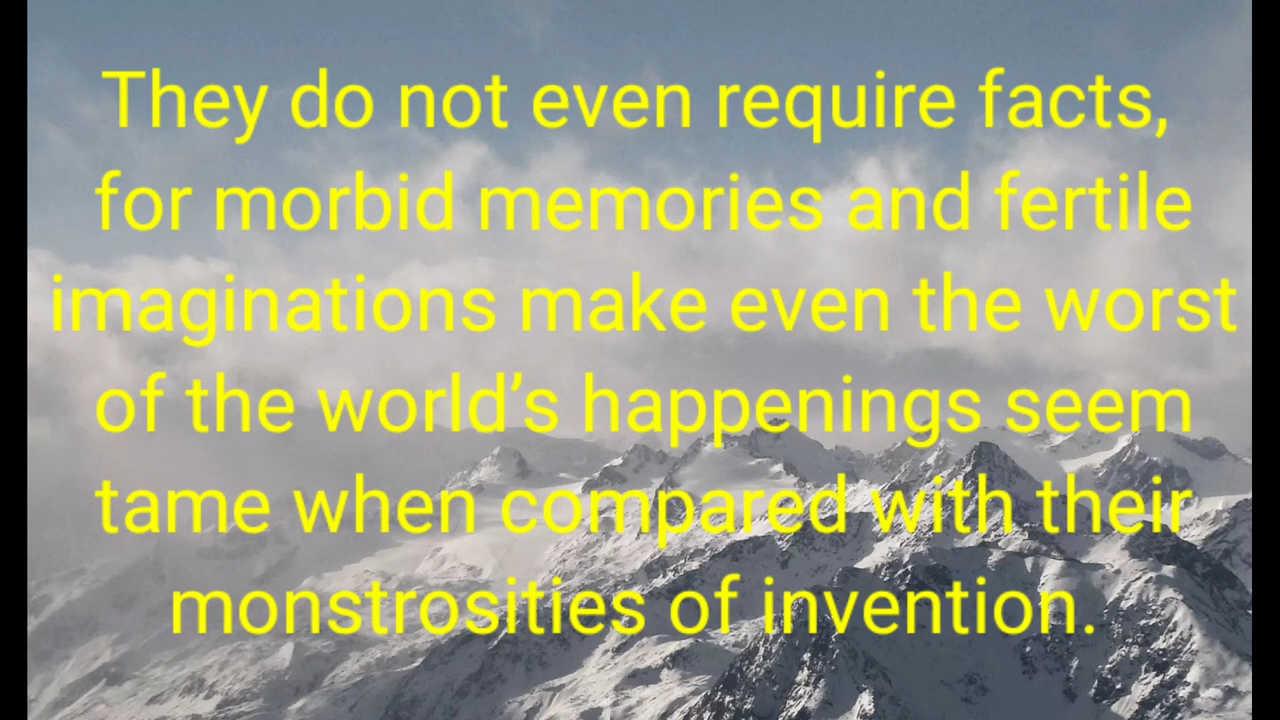 They do not even require facts,
for morbid memories and fertile
imaginations make even the worst
of the world’s happenings seem
tame when compared with their
monstrosities of invention.